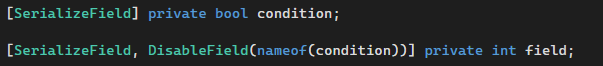 [SerializeField] private bool condition;
[SerializeField, DisableField(nameof(condition))] private int field;